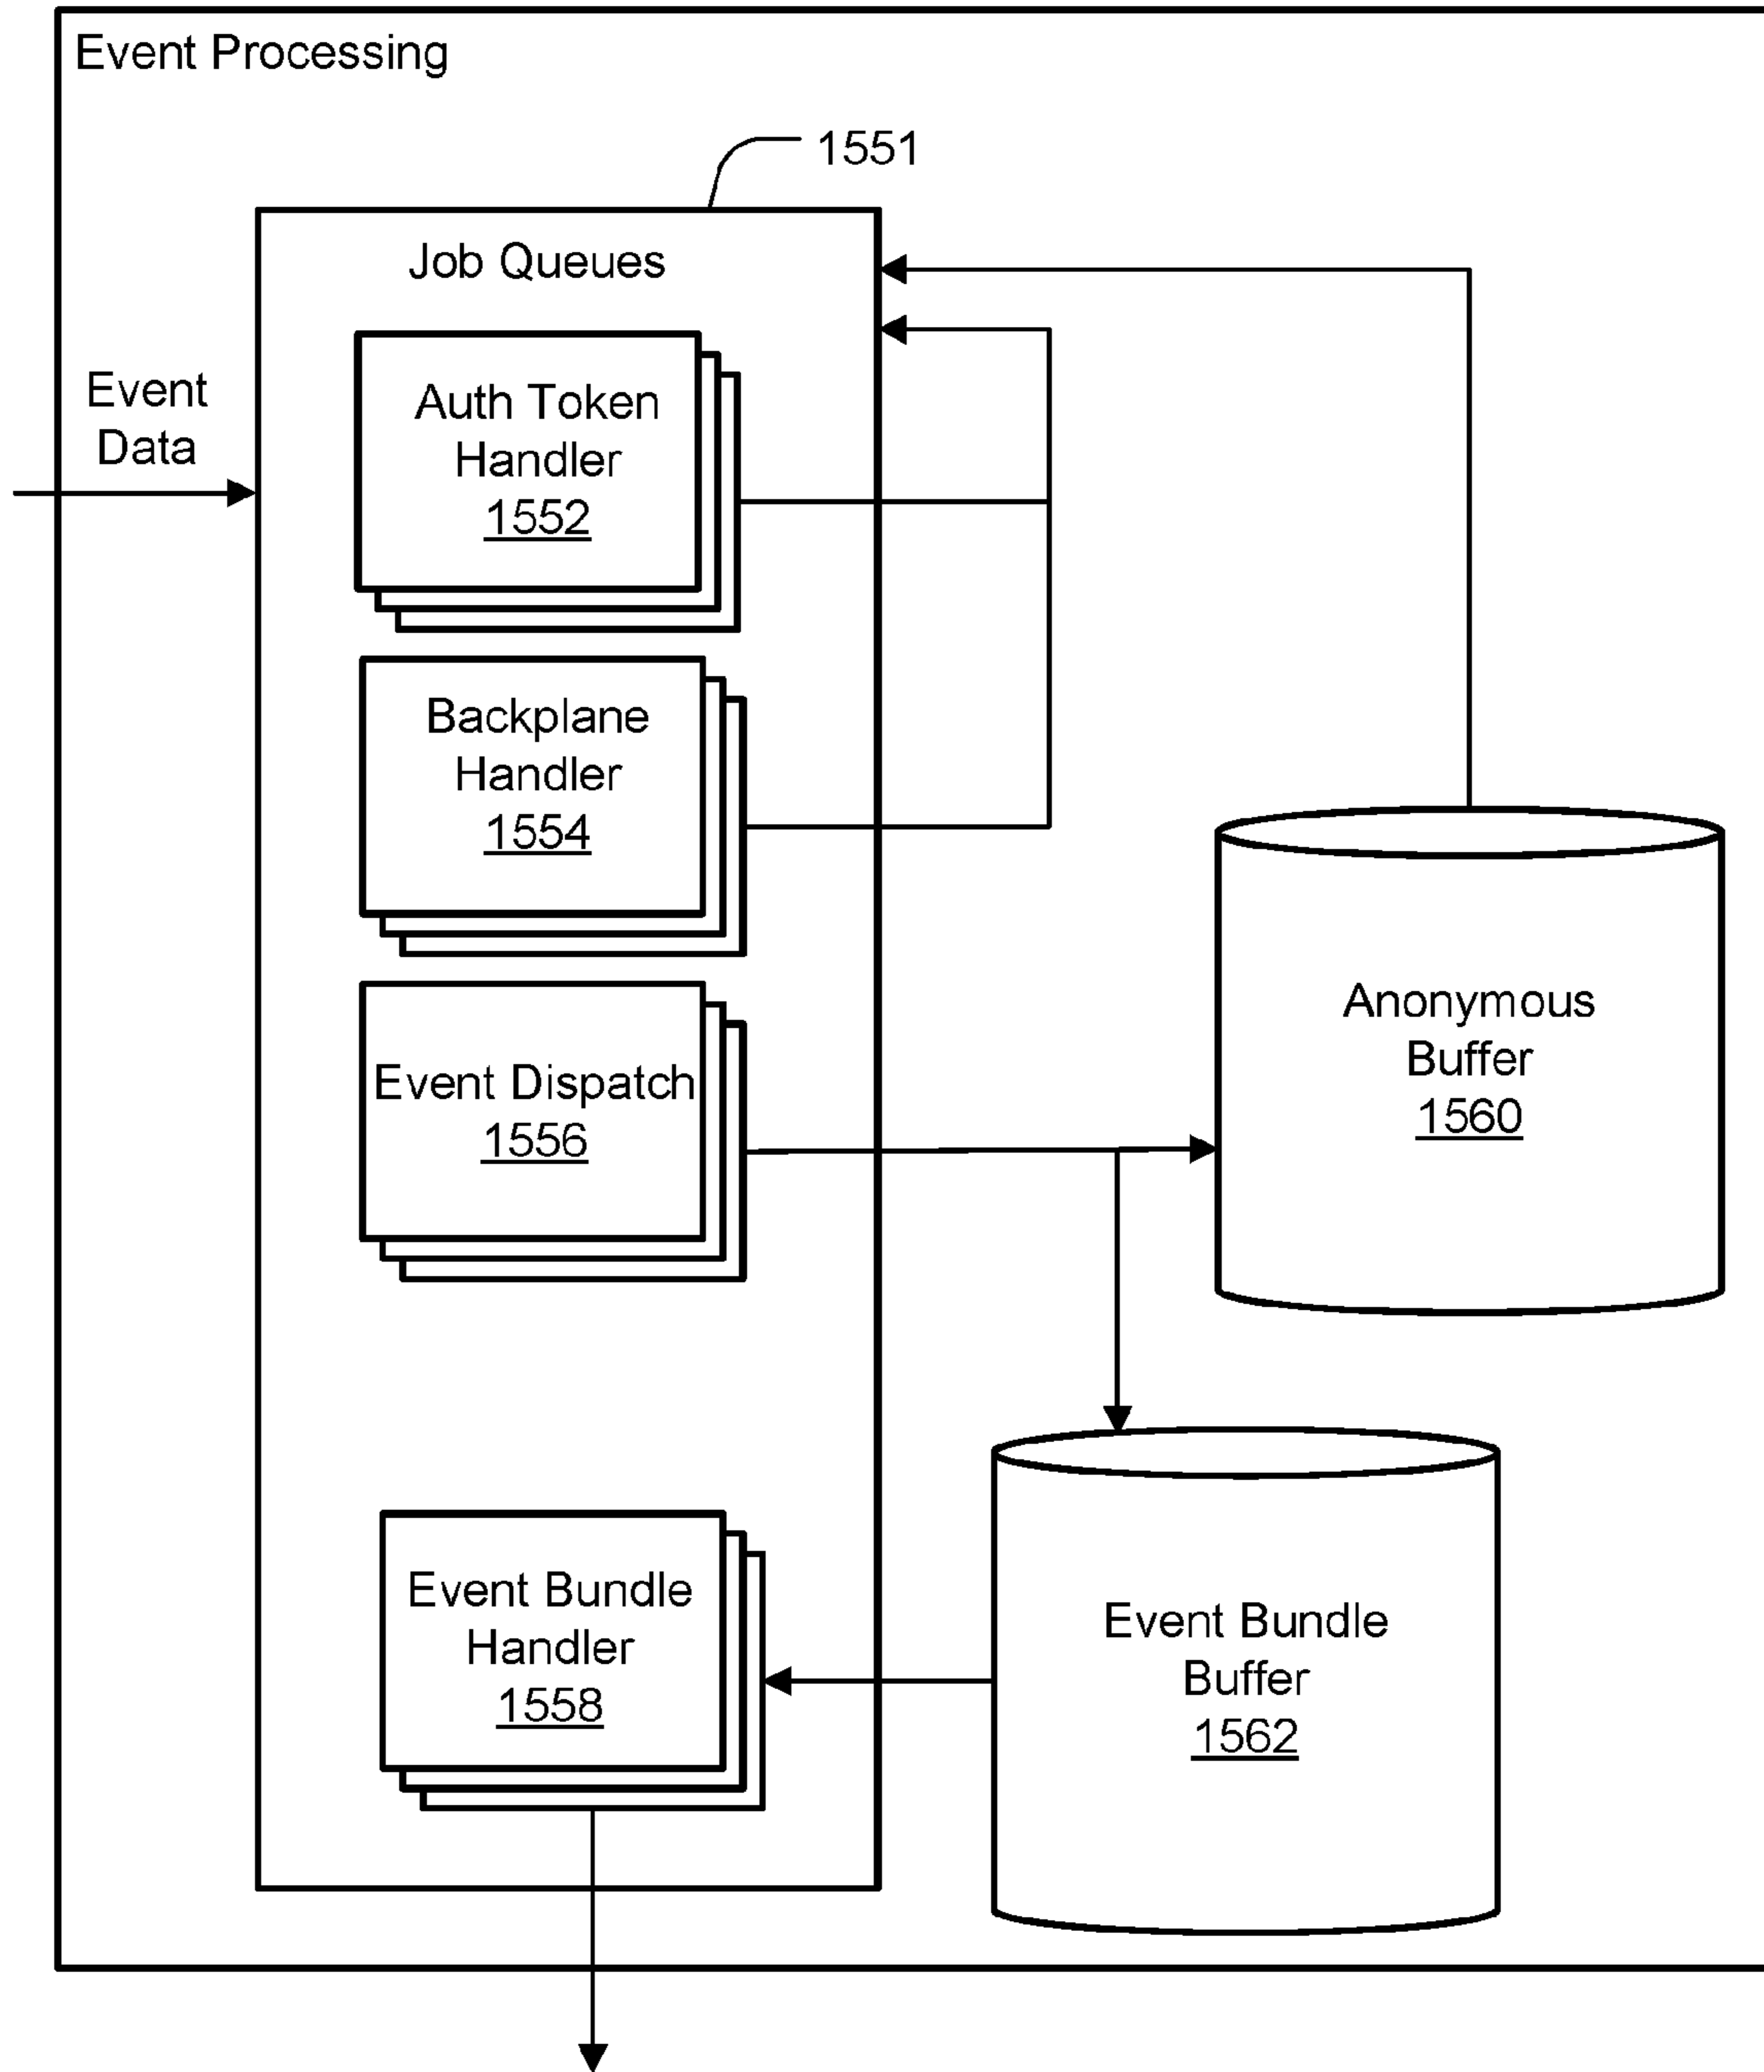 Event Processing
1551
Job Queues
Event
Data
Auth Token
Handler
1552
Backplane
Handler
1554
Event Dispatch
1556
Anonymous
Buffer
1560
Event Bundle
Handler
1558
Event Bundle
Buffer
1562